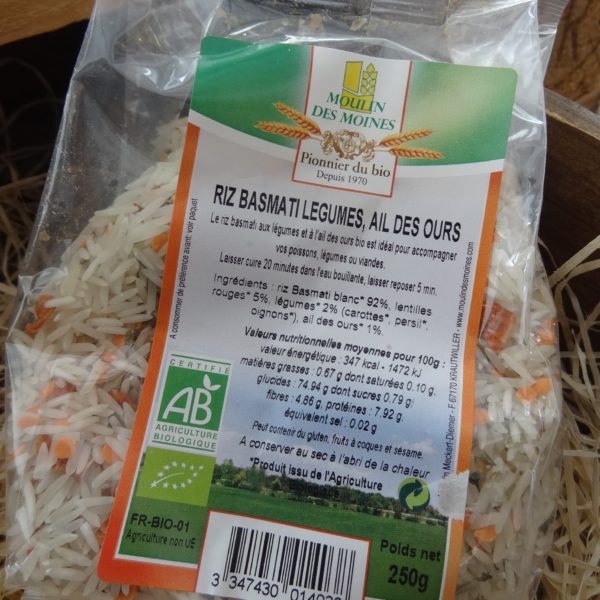 MOULIN
DES MOINES
Pionnier du bio
Depuis 1970
RIZ BASMATI LEGUMES, AIL DES OURS
Le riz basmati aux légumes et à l'ail des ours bio est idéal pour accompagner
vos poissons, légumes ou viandes.
Laisser cuire 20 minutes dans l'eau bouillante, laisser reposer 5 min.
Ingrédients : riz Basmati blanc* 92%, lentilles
rouges* 5%, légumes* 2% (carottes*, persil*,
oignons*), ail des ours* 1%.
Valeurs nutritionnelles moyennes pour 100g :
valeur énergétique : 347 kcal - 1472 kJ
matières grasses : 0.67 g dont saturées 0.10 g,
glucides : 74.94 g dont sucres 0.79 g,
fibres : 4.86 g, protéines : 7.92 g,
équivalent sel : 0.02 g
Peut contenir du gluten, fruits à coques et sésame.
A conserver au sec à l'abri de la chaleur
*Produit issu de l'Agriculture
A consommer de préférence avant: voir paquet
Meckert-Diemer - F 67170 KRAUTWILLER - www.moulindesmoines.com
CERTIFIÉ
AB
AGRICULTURE
BIOLOGIQUE
FR-BIO-01
Agriculture non UE
Poids net
250g
3 347430